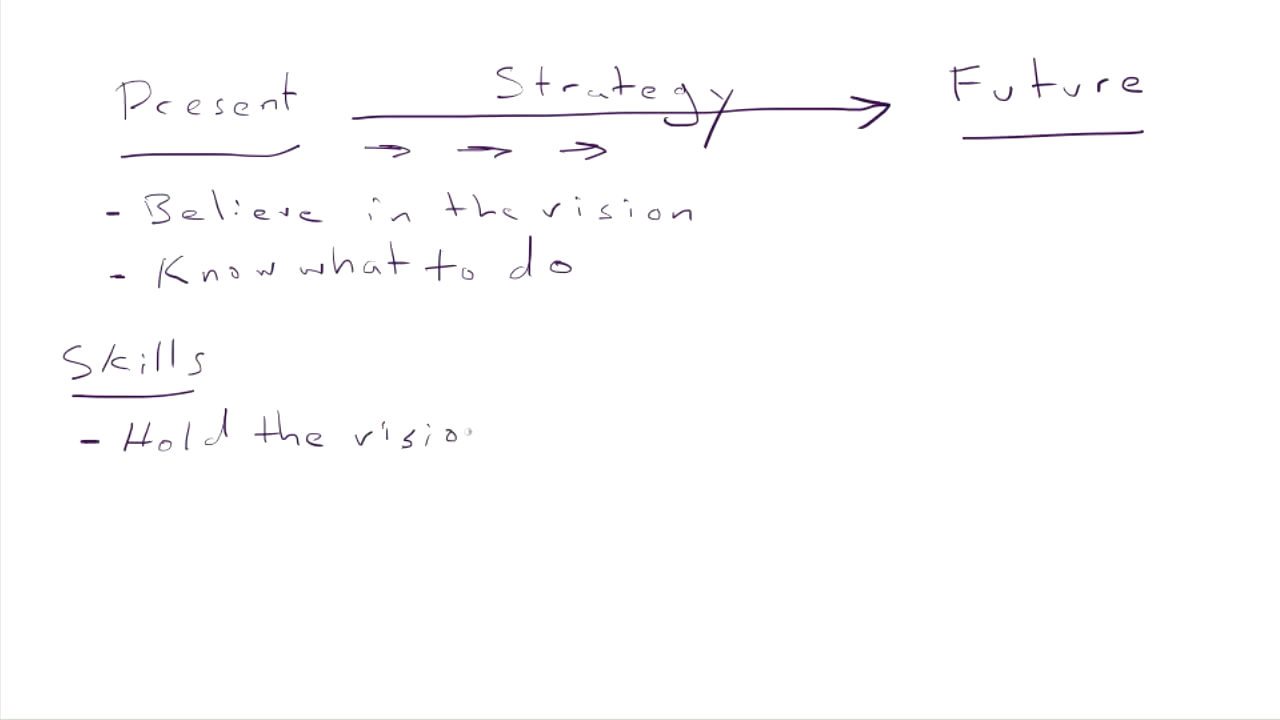 Present Strategy Future
- Believe in the vision
- Know what to do
Skills
- Hold the visio